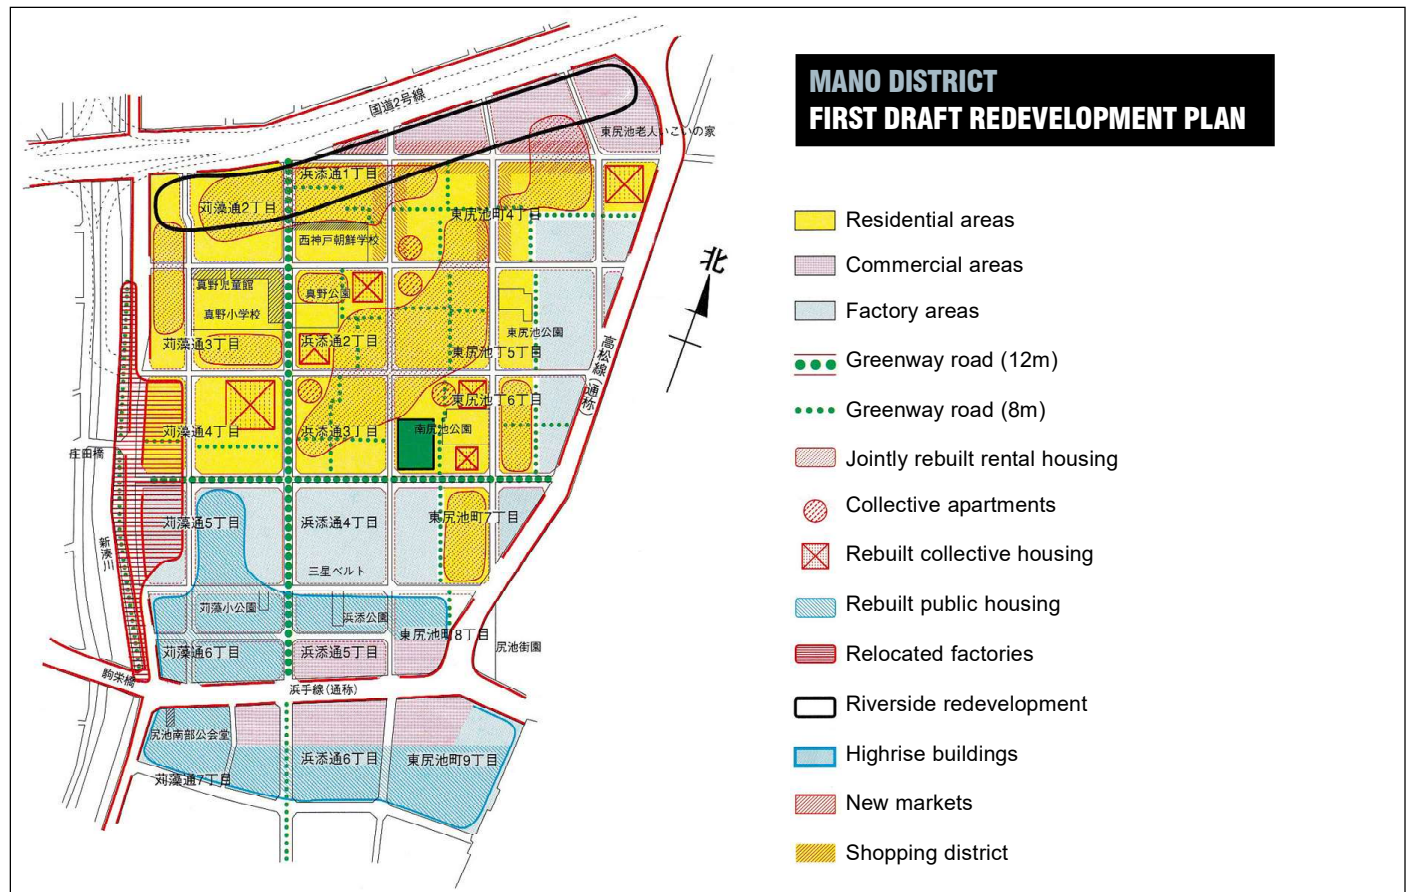 MANO DISTRICT
FIRST DRAFT REDEVELOPMENT PLAN
国道2号線
東尻池老人いこいの家
浜添通1丁目
苅藻通2丁目
東尻池町4丁目
西神戸朝鮮学校
北
真野児童館
真野公園
真野小学校
東尻池公園
苅藻通3丁目
浜添通2丁目
東尻池丁5丁目
高松線(通称)
東尻池丁6丁目
苅藻通4丁目
浜添通3丁目
南尻池公園
庄田橋
苅藻通5丁目
浜添通4丁目
東尻池町7丁目
新湊川
三星ベルト
苅藻小公園
浜添公園
東尻池町8丁目
尻池街園
苅藻通6丁目
浜添通5丁目
駒栄橋
浜手線(通称)
尻池南部公会堂
浜添通6丁目
東尻池町9丁目
苅藻通7丁目
Residential areas
Commercial areas
Factory areas
Greenway road (12m)
Greenway road (8m)
Jointly rebuilt rental housing
Collective apartments
Rebuilt collective housing
Rebuilt public housing
Relocated factories
Riverside redevelopment
Highrise buildings
New markets
Shopping district